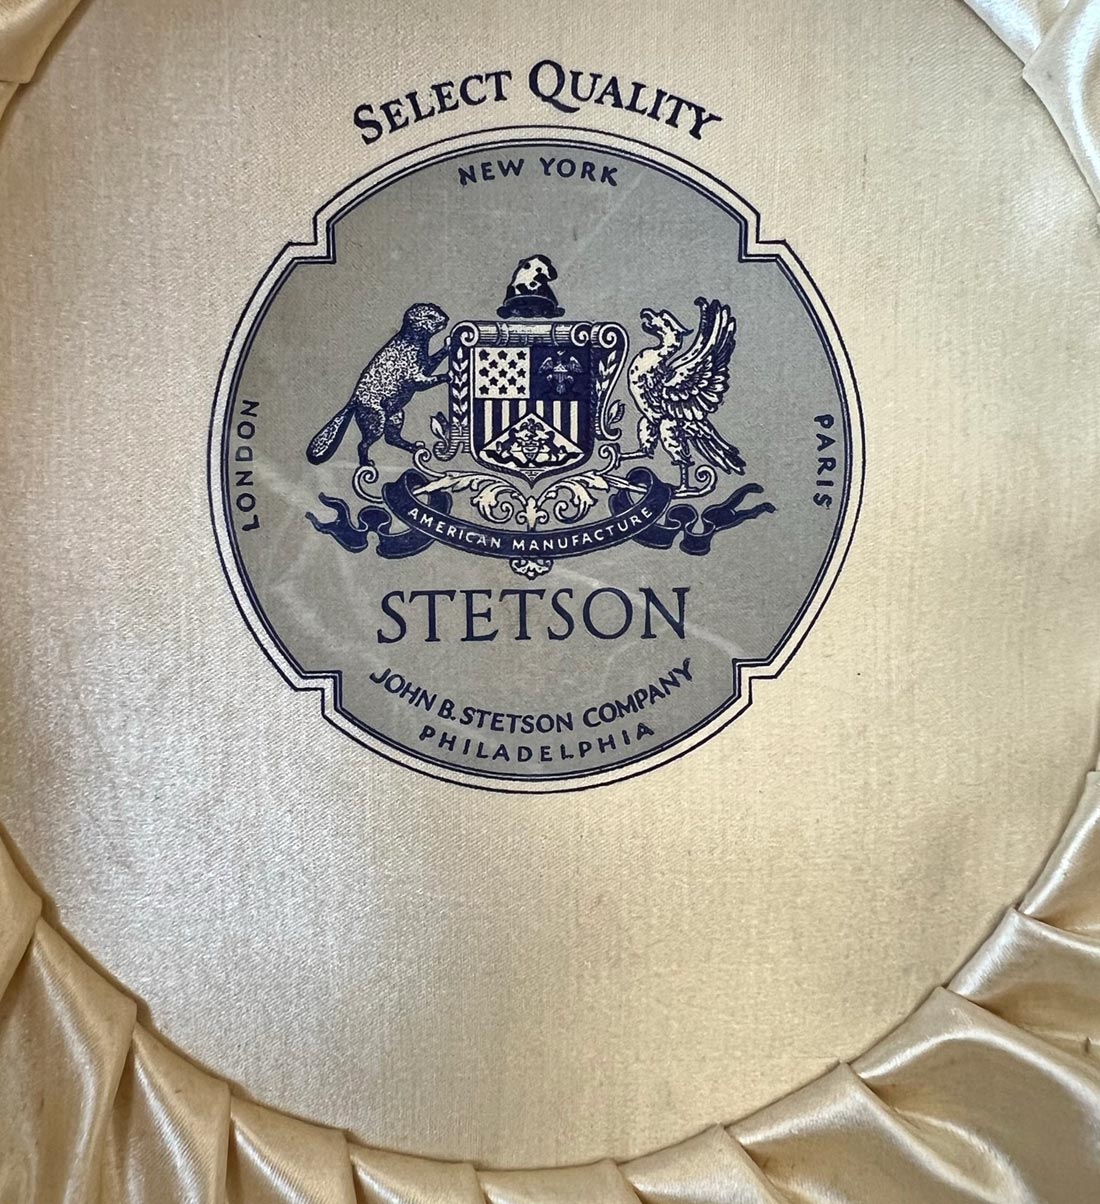 SELECT QUALITY
NEW YORK
LONDON
PARIS
AMERICAN MANUFACTURE
STETSON
JOHN B. STETSON COMPANY
PHILADELPHIA